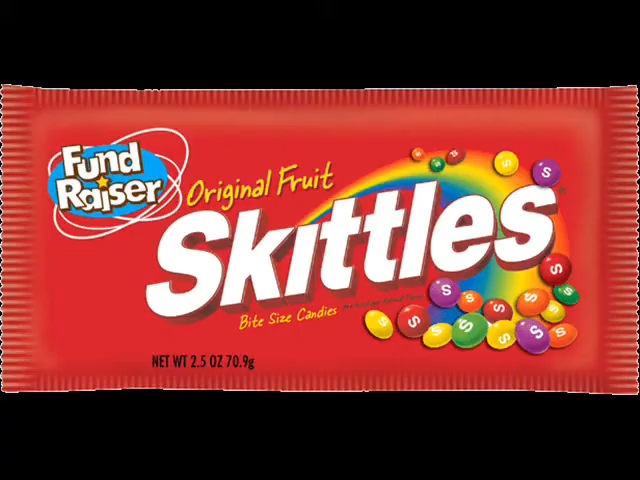 Fund
Raiser
Original Fruit
Skittles
Bite Size Candies
NET WT 2.5 OZ 70.9g